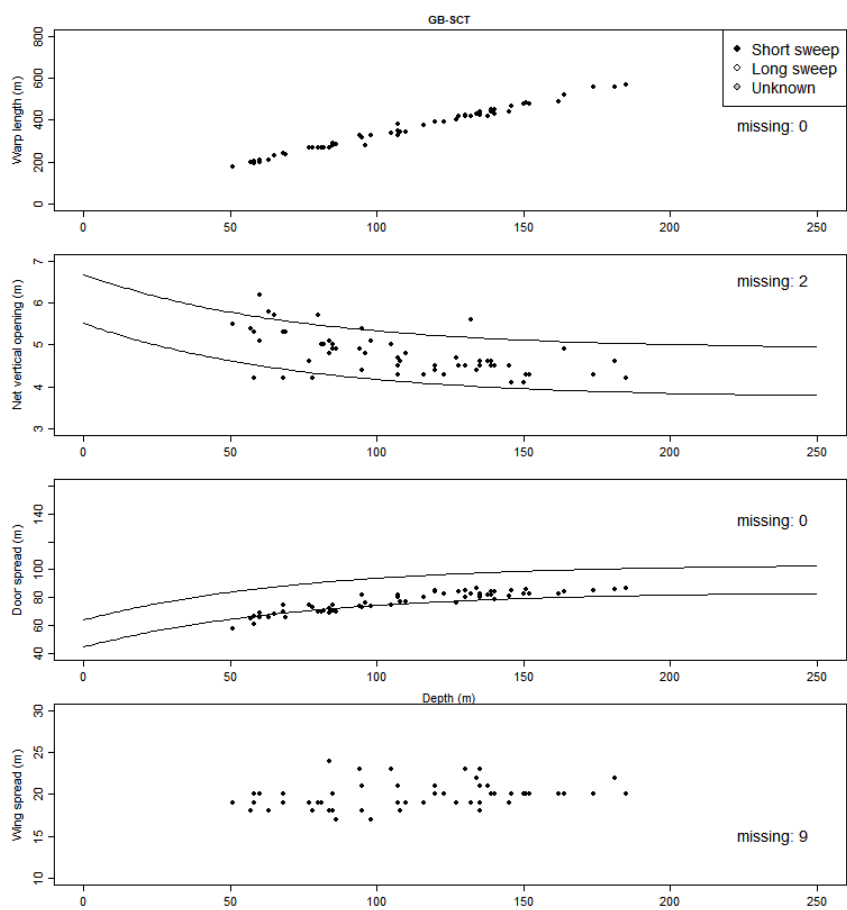 GB-SCT
Warp length (m)
800
600
400
200
0
Short sweep
Long sweep
Unknown
missing: 0
0 50 100 150 200 250
Net vertical opening (m)
7
6
5
4
3
missing: 2
0 50 100 150 200 250
Door spread (m)
140
100
80
60
40
missing: 0
0 50 100 150 200 250
Depth (m)
Wing spread (m)
30
25
20
15
10
missing: 9
0 50 100 150 200 250